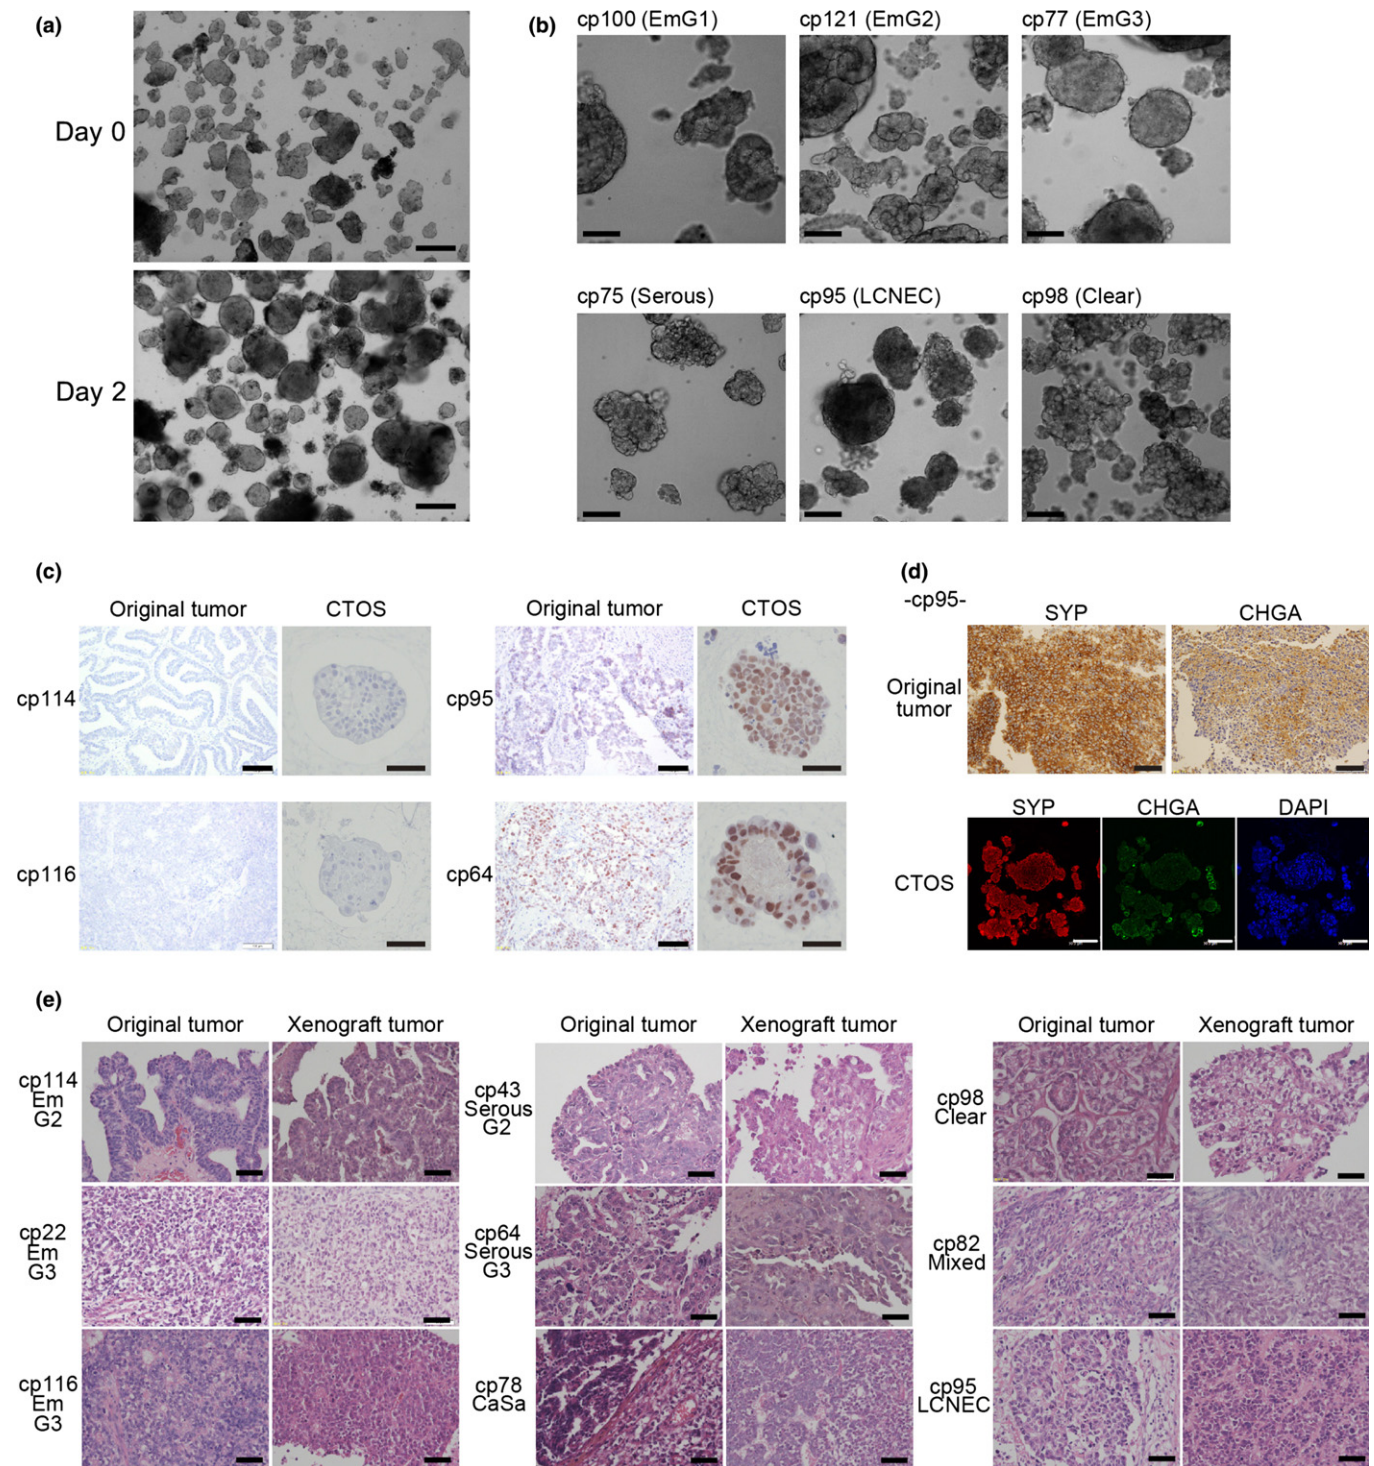 (a)
Day 0
Day 2
(b)
cp100 (EmG1)
cp121 (EmG2)
cp77 (EmG3)
cp75 (Serous)
cp95 (LCNEC)
cp98 (Clear)
(c)
Original tumor
CTOS
Original tumor
CTOS
cp114
cp95
cp116
cp64
(d)
-cp95-
SYP
CHGA
Original
tumor
SYP
CHGA
DAPI
CTOS
(e)
Original tumor
Xenograft tumor
Original tumor
Xenograft tumor
Original tumor
Xenograft tumor
cp114
Em
G2
cp43
Serous
G2
cp98
Clear
cp22
Em
G3
cp64
Serous
G3
cp82
Mixed
cp116
Em
G3
cp78
CaSa
cp95
LCNEC